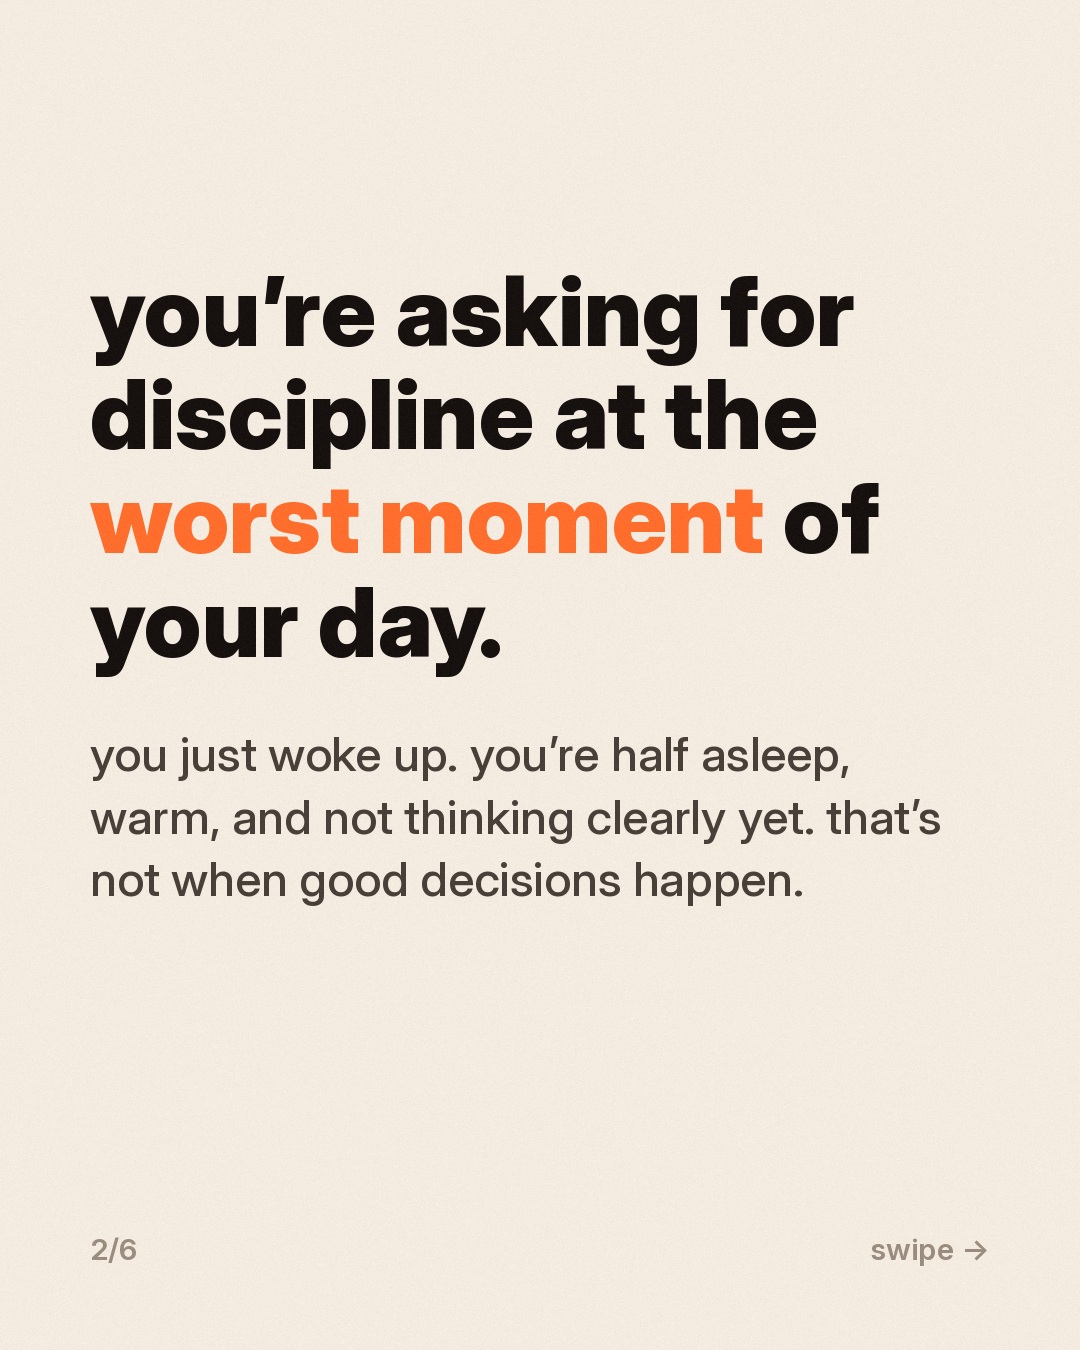 you’re asking for
discipline at the
worst moment of
your day.
you just woke up. you’re half asleep,
warm, and not thinking clearly yet. that’s
not when good decisions happen.
2/6
swipe →